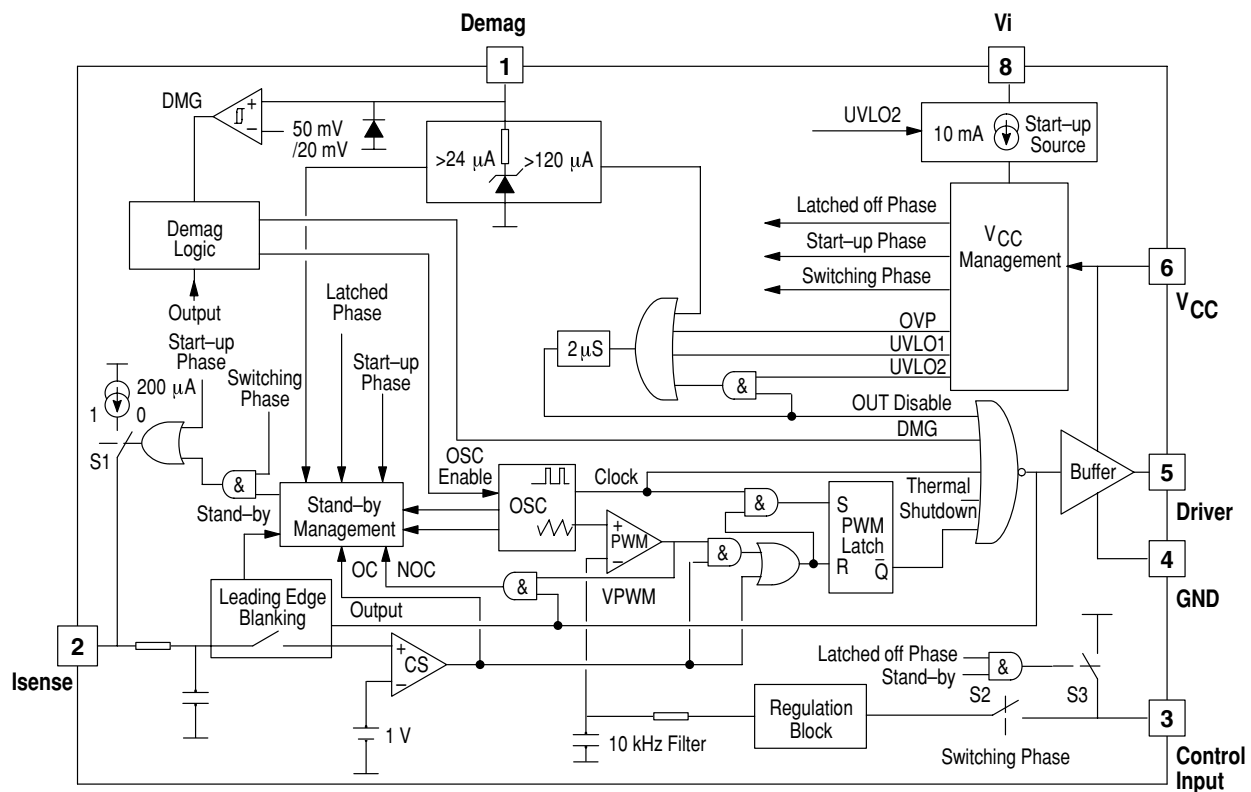 Demag
Vi
1
8
DMG
+
–
50 mV
/20 mV
>24 μA
>120 μA
UVLO2
10 mA
Start–up
Source
Demag
Logic
Latched off Phase
Start–up Phase
Switching Phase
VCC
Management
6
VCC
Output
Start–up
Phase
Latched
Phase
Start–up
Phase
Switching
Phase
200 μA
1
0
S1
2 μS
OVP
UVLO1
UVLO2
&
OUT Disable
DMG
&
Stand–by
Stand–by
Management
OSC
Enable
OSC
Clock
&
S
PWM
Latch
R
Q
Thermal
Shutdown
Buffer
5
Driver
+
PWM
–
&
VPWM
OC
NOC
&
4
GND
Leading Edge
Blanking
Output
2
Isense
+
CS
–
1 V
10 kHz Filter
Regulation
Block
Latched off Phase
Stand–by
&
S2
S3
Switching Phase
3
Control
Input